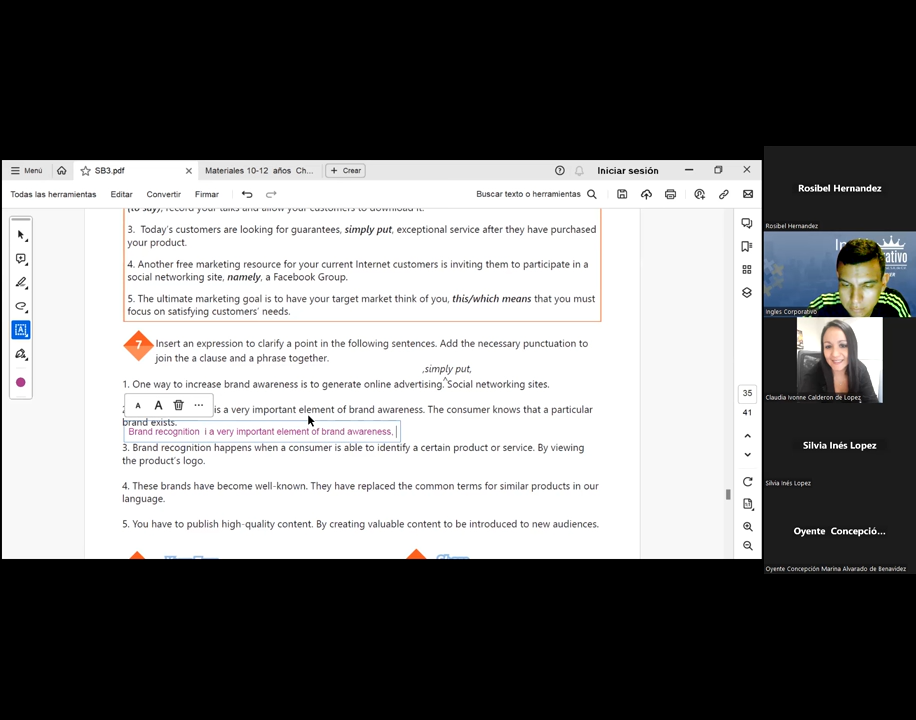 Menú
SB3.pdf
Materiales 10-12 años Ch...
+ Crear
Iniciar sesión
Todas las herramientas
Editar
Convertir
Firmar
Buscar texto o herramientas
(to say), record your talks and allow your customers to download it.
3. Today's customers are looking for guarantees, simply put, exceptional service after they have purchased
your product.
4. Another free marketing resource for your current Internet customers is inviting them to participate in a
social networking site, namely, a Facebook Group.
5. The ultimate marketing goal is to have your target market think of you, this/which means that you must
focus on satisfying customers' needs.
7 Insert an expression to clarify a point in the following sentences. Add the necessary punctuation to
join the a clause and a phrase together.
,simply put,
1. One way to increase brand awareness is to generate online advertising.^Social networking sites.
A A ...
is a very important element of brand awareness. The consumer knows that a particular
brand exists.
Brand recognition i a very important element of brand awareness,
3. Brand recognition happens when a consumer is able to identify a certain product or service. By viewing
the product's logo.
4. These brands have become well-known. They have replaced the common terms for similar products in our
language.
5. You have to publish high-quality content. By creating valuable content to be introduced to new audiences.
35
41
Rosibel Hernandez
Rosibel Hernandez
Ingles Corporativo
Claudia Ivonne Calderon de Lopez
Silvia Inés Lopez
Silvia Inés Lopez
Oyente Concepció...
Oyente Concepción Marina Alvarado de Benavidez